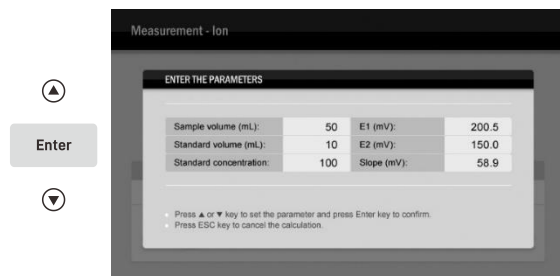 Measurement - Ion
ENTER THE PARAMETERS
Enter
Sample volume (mL): 50 E1 (mV): 200.5
Standard volume (mL): 10 E2 (mV): 150.0
Standard concentration: 100 Slope (mV): 58.9
Press ▲ or ▼ key to set the parameter and press Enter key to confirm.
Press ESC key to cancel the calculation.